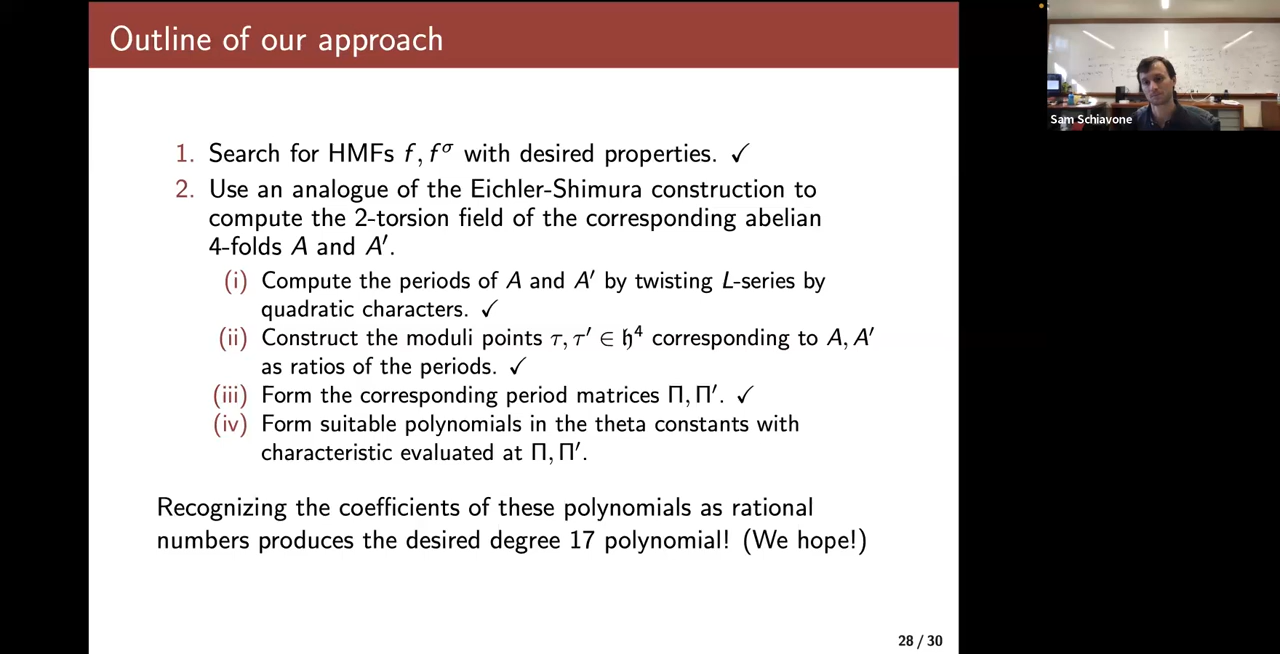 Outline of our approach
Sam Schiavone
1. Search for HMFs f, f^σ with desired properties. ✓
2. Use an analogue of the Eichler-Shimura construction to
compute the 2-torsion field of the corresponding abelian
4-folds A and A′.
(i) Compute the periods of A and A′ by twisting L-series by
quadratic characters. ✓
(ii) Construct the moduli points τ, τ′ ∈ 𝔥⁴ corresponding to A, A′
as ratios of the periods. ✓
(iii) Form the corresponding period matrices Π, Π′. ✓
(iv) Form suitable polynomials in the theta constants with
characteristic evaluated at Π, Π′.
Recognizing the coefficients of these polynomials as rational
numbers produces the desired degree 17 polynomial! (We hope!)
28 / 30